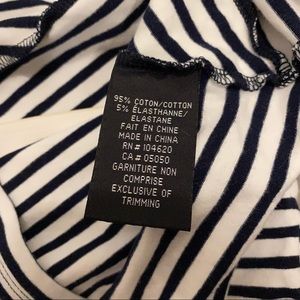 95% COTON/COTTON
5% ÉLASTHANNE/
ELASTANE
FAIT EN CHINE
MADE IN CHINA
RN# 104620
CA# 05050
GARNITURE NON
COMPRISE
EXCLUSIVE OF
TRIMMING